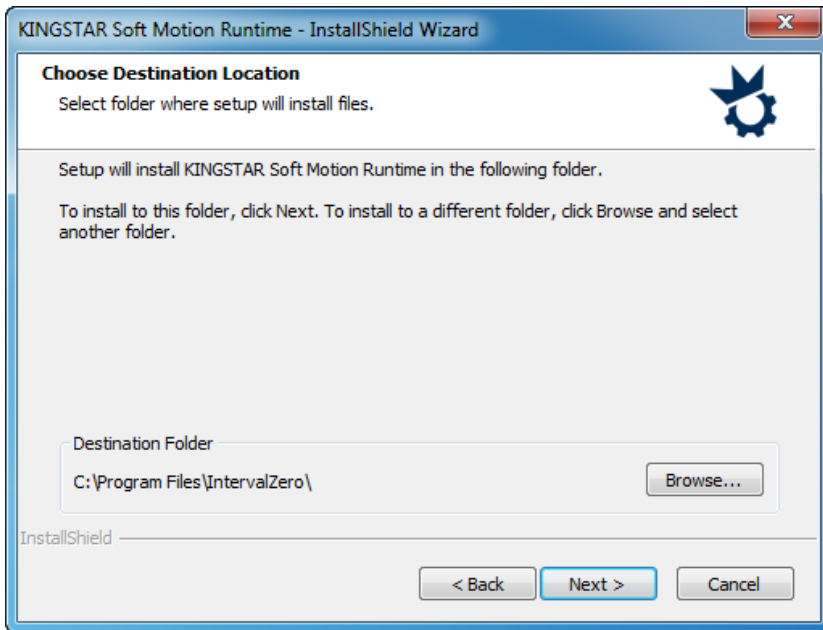 KINGSTAR Soft Motion Runtime - InstallShield Wizard
Choose Destination Location
Select folder where setup will install files.
Setup will install KINGSTAR Soft Motion Runtime in the following folder.
To install to this folder, click Next. To install to a different folder, click Browse and select
another folder.
Destination Folder
C:\Program Files\IntervalZero\
Browse...
InstallShield
< Back
Next >
Cancel